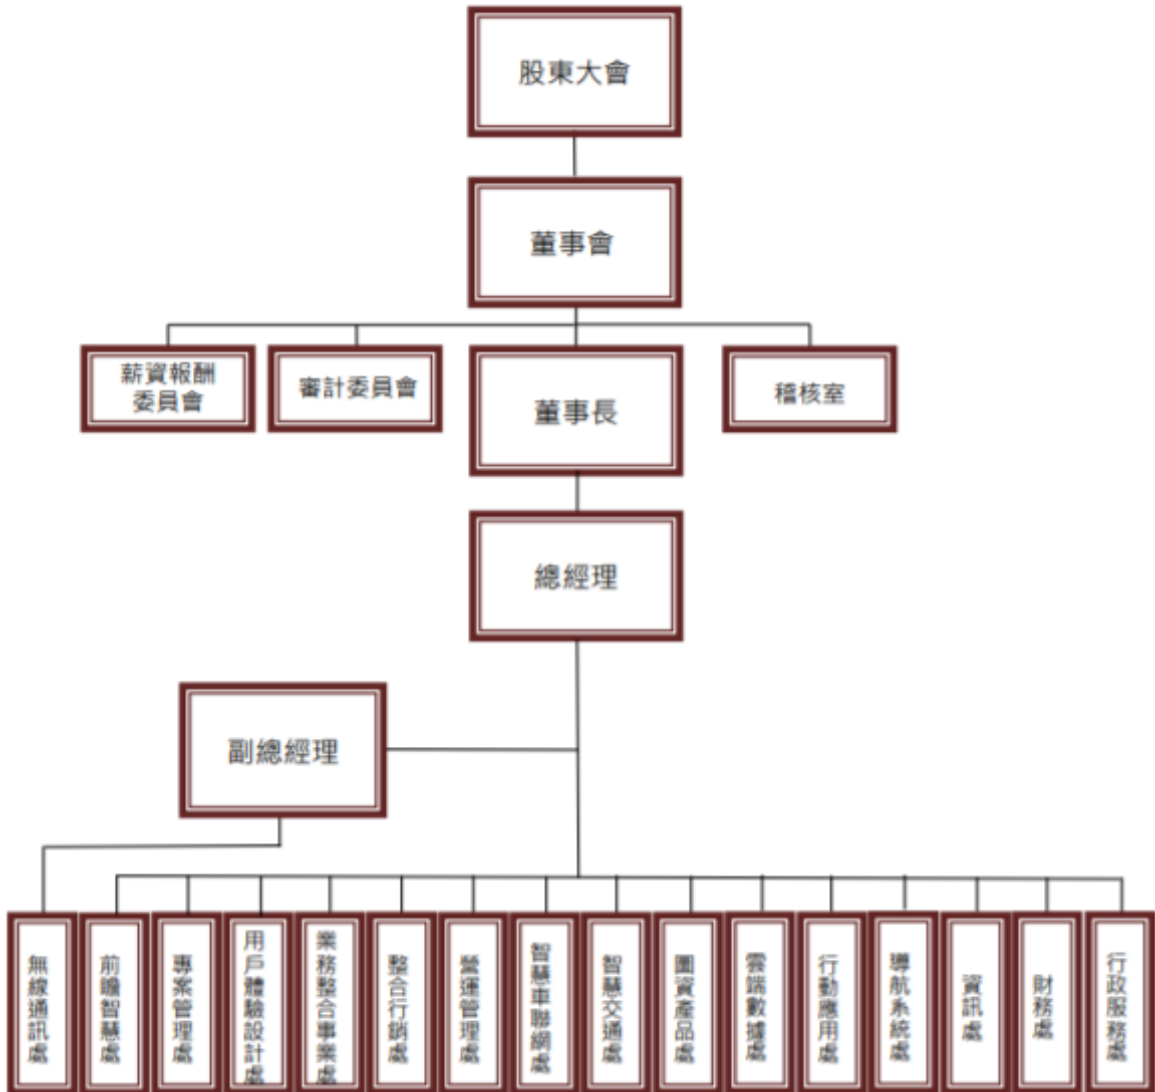 股東大會
董事會
薪資報酬
委員會
審計委員會
董事長
稽核室
總經理
副總經理
無線通訊處
前瞻智慧處
專案管理處
用戶體驗設計處
業務整合事業處
整合行銷處
營運管理處
智慧車聯網處
智慧交通處
圖資產品處
雲端數據處
行動應用處
導航系統處
資訊處
財務處
行政服務處